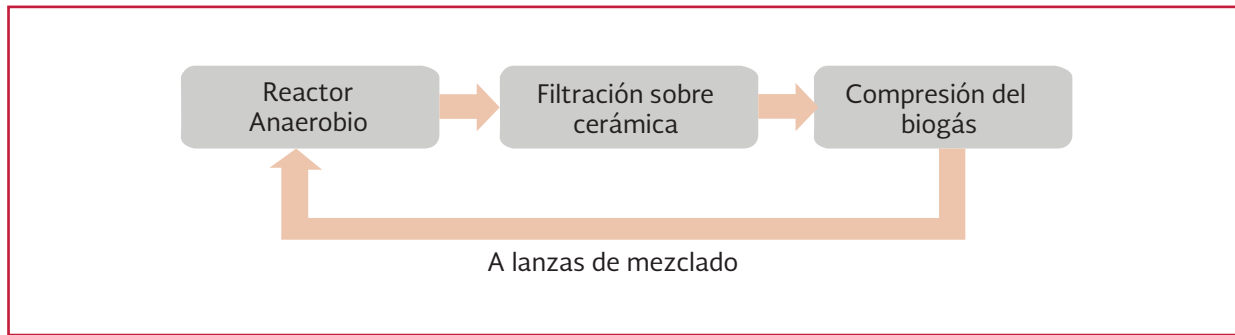 Reactor
Anaerobio
Filtración sobre
cerámica
Compresión del
biogás
A lanzas de mezclado